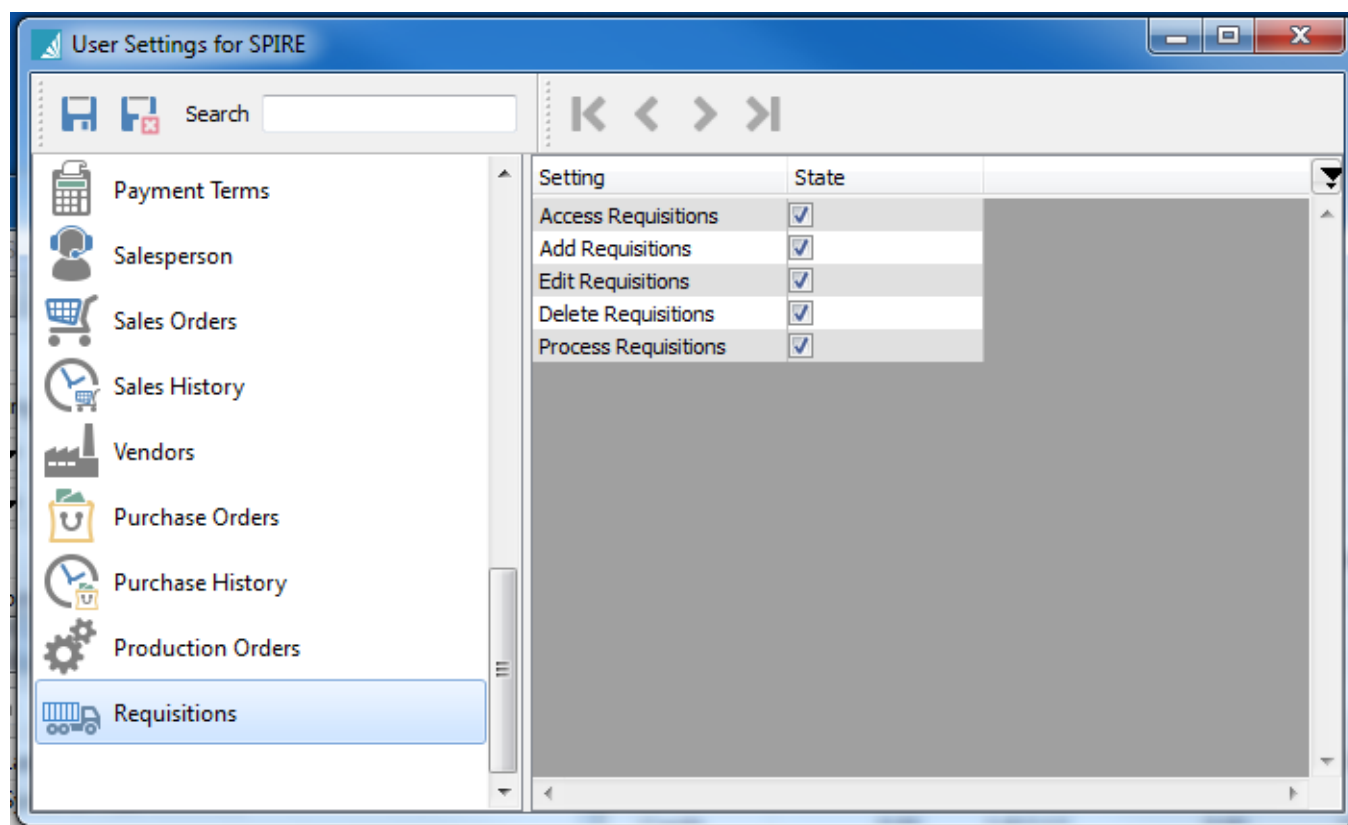 User Settings for SPIRE
Search
Payment Terms
Salesperson
Sales Orders
Sales History
Vendors
Purchase Orders
Purchase History
Production Orders
Requisitions
Setting State
Access Requisitions
Add Requisitions
Edit Requisitions
Delete Requisitions
Process Requisitions